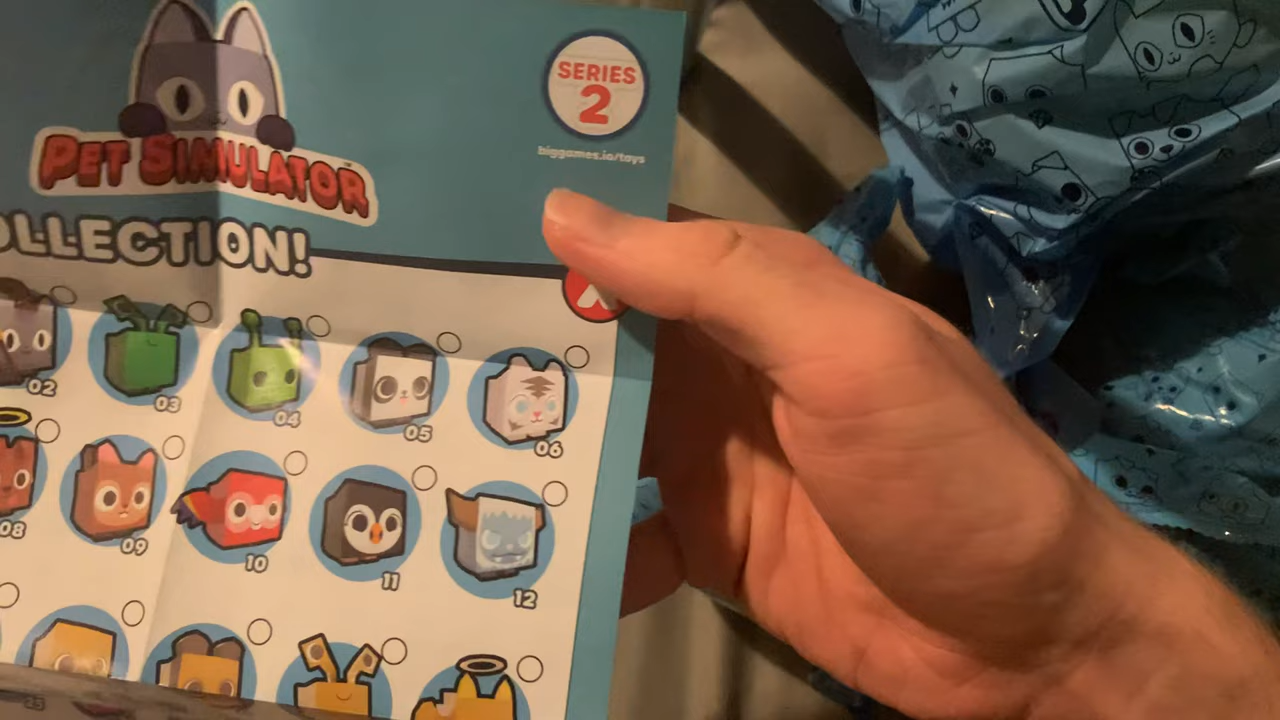 SERIES
2
biggames.io/toys
PET SIMULATOR
OLLECTION!
02
03
04
05
06
08
09
10
11
12